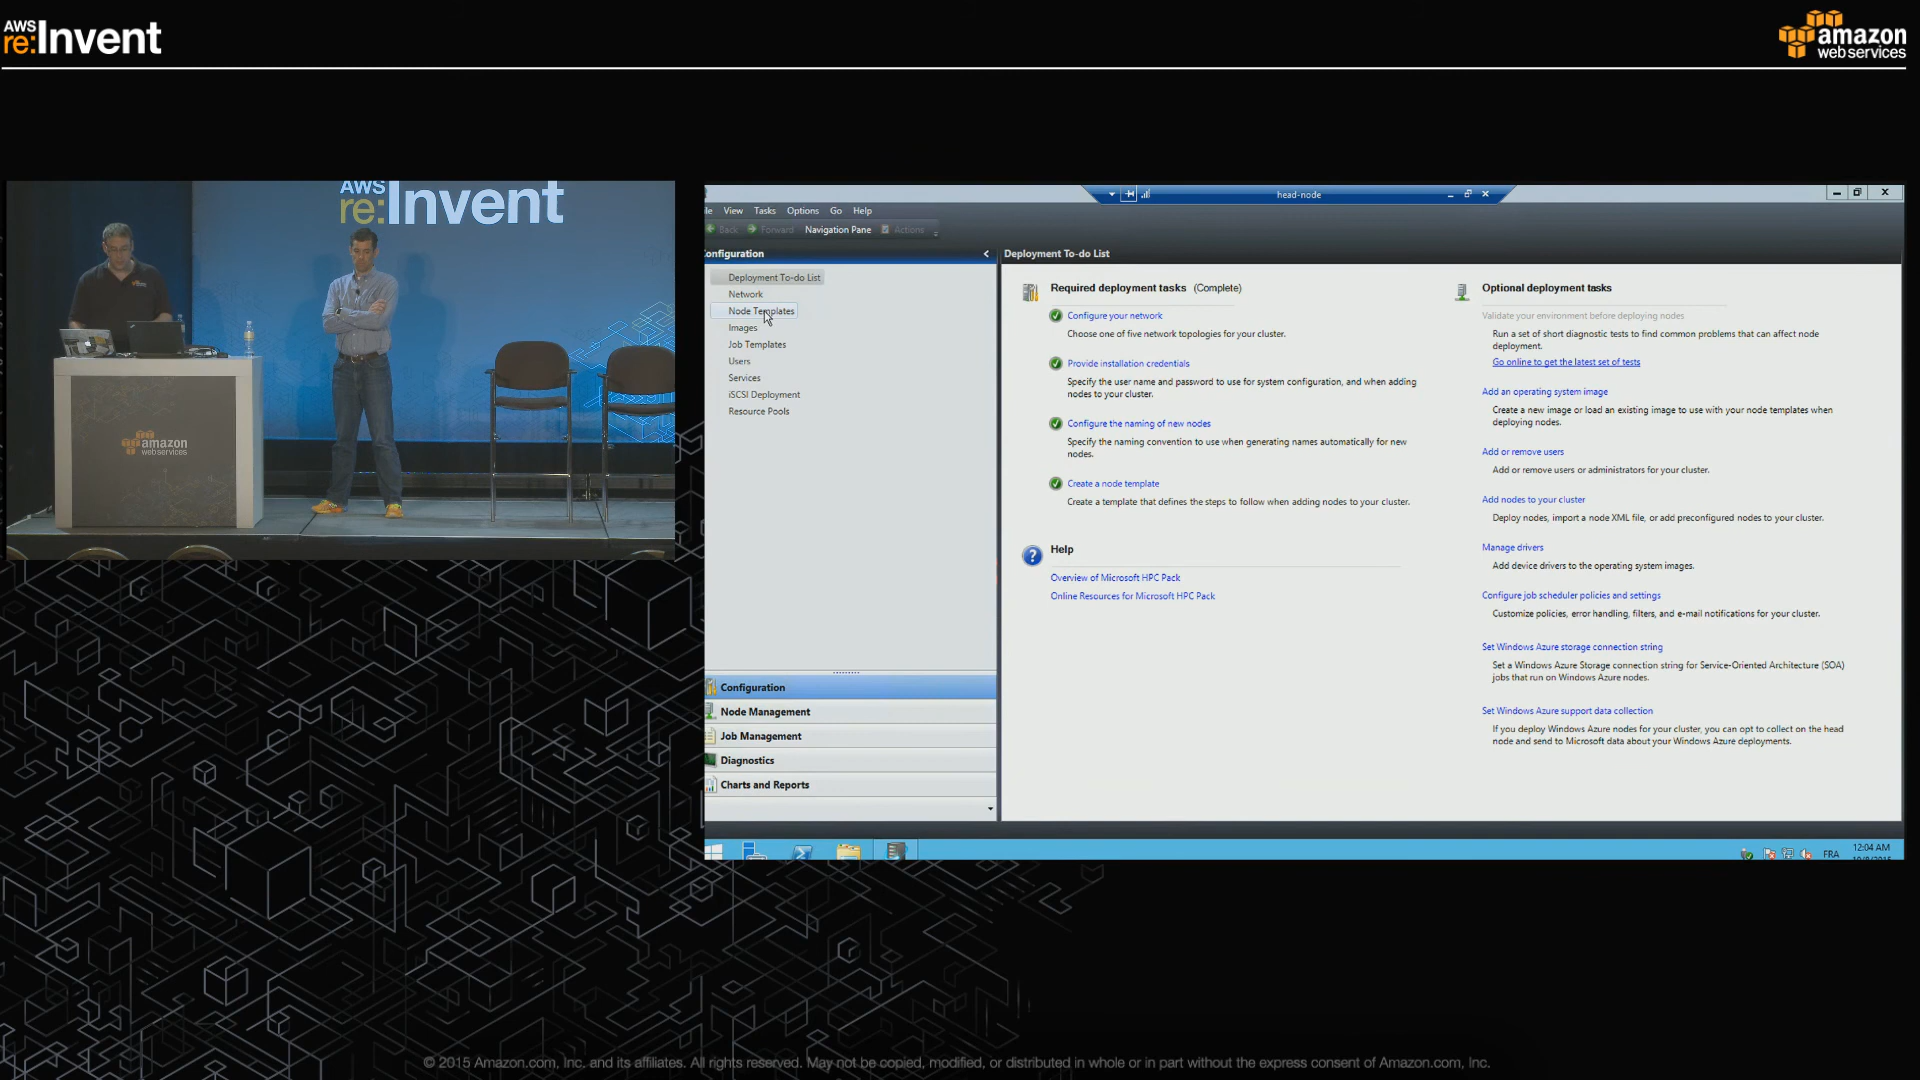 AWS
re:Invent
amazon
web services
AWS
re:Invent
amazon
web services
head-node
View Tasks Options Go Help
Back Forward Navigation Pane Actions
Deployment To-do List
Deployment To-do List
Network
Node Templates
Images
Job Templates
Users
Services
iSCSI Deployment
Resource Pools
Configuration
Node Management
Job Management
Diagnostics
Charts and Reports
Required deployment tasks (Complete)
Configure your network
Choose one of five network topologies for your cluster.
Provide installation credentials
Specify the user name and password to use for system configuration, and when adding
nodes to your cluster.
Configure the naming of new nodes
Specify the naming convention to use when generating names automatically for new
nodes.
Create a node template
Create a template that defines the steps to follow when adding nodes to your cluster.
Help
Overview of Microsoft HPC Pack
Online Resources for Microsoft HPC Pack
Optional deployment tasks
Validate your environment before deploying nodes
Run a set of short diagnostic tests to find common problems that can affect node
deployment.
Go online to get the latest set of tests
Add an operating system image
Create a new image or load an existing image to use with your node templates when
deploying nodes.
Add or remove users
Add or remove users or administrators for your cluster.
Add nodes to your cluster
Deploy nodes, import a node XML file, or add preconfigured nodes to your cluster.
Manage drivers
Add device drivers to the operating system images.
Configure job scheduler policies and settings
Customize policies, error handling, filters, and e-mail notifications for your cluster.
Set Windows Azure storage connection string
Set a Windows Azure Storage connection string for Service-Oriented Architecture (SOA)
jobs that run on Windows Azure nodes.
Set Windows Azure support data collection
If you deploy Windows Azure nodes for your cluster, you can opt to collect on the head
node and send to Microsoft data about your Windows Azure deployments.
FRA 12:04 AM
© 2015 Amazon.com, Inc. and its affiliates. All rights reserved. May not be copied, modified, or distributed in whole or in part without the express consent of Amazon.com, Inc.